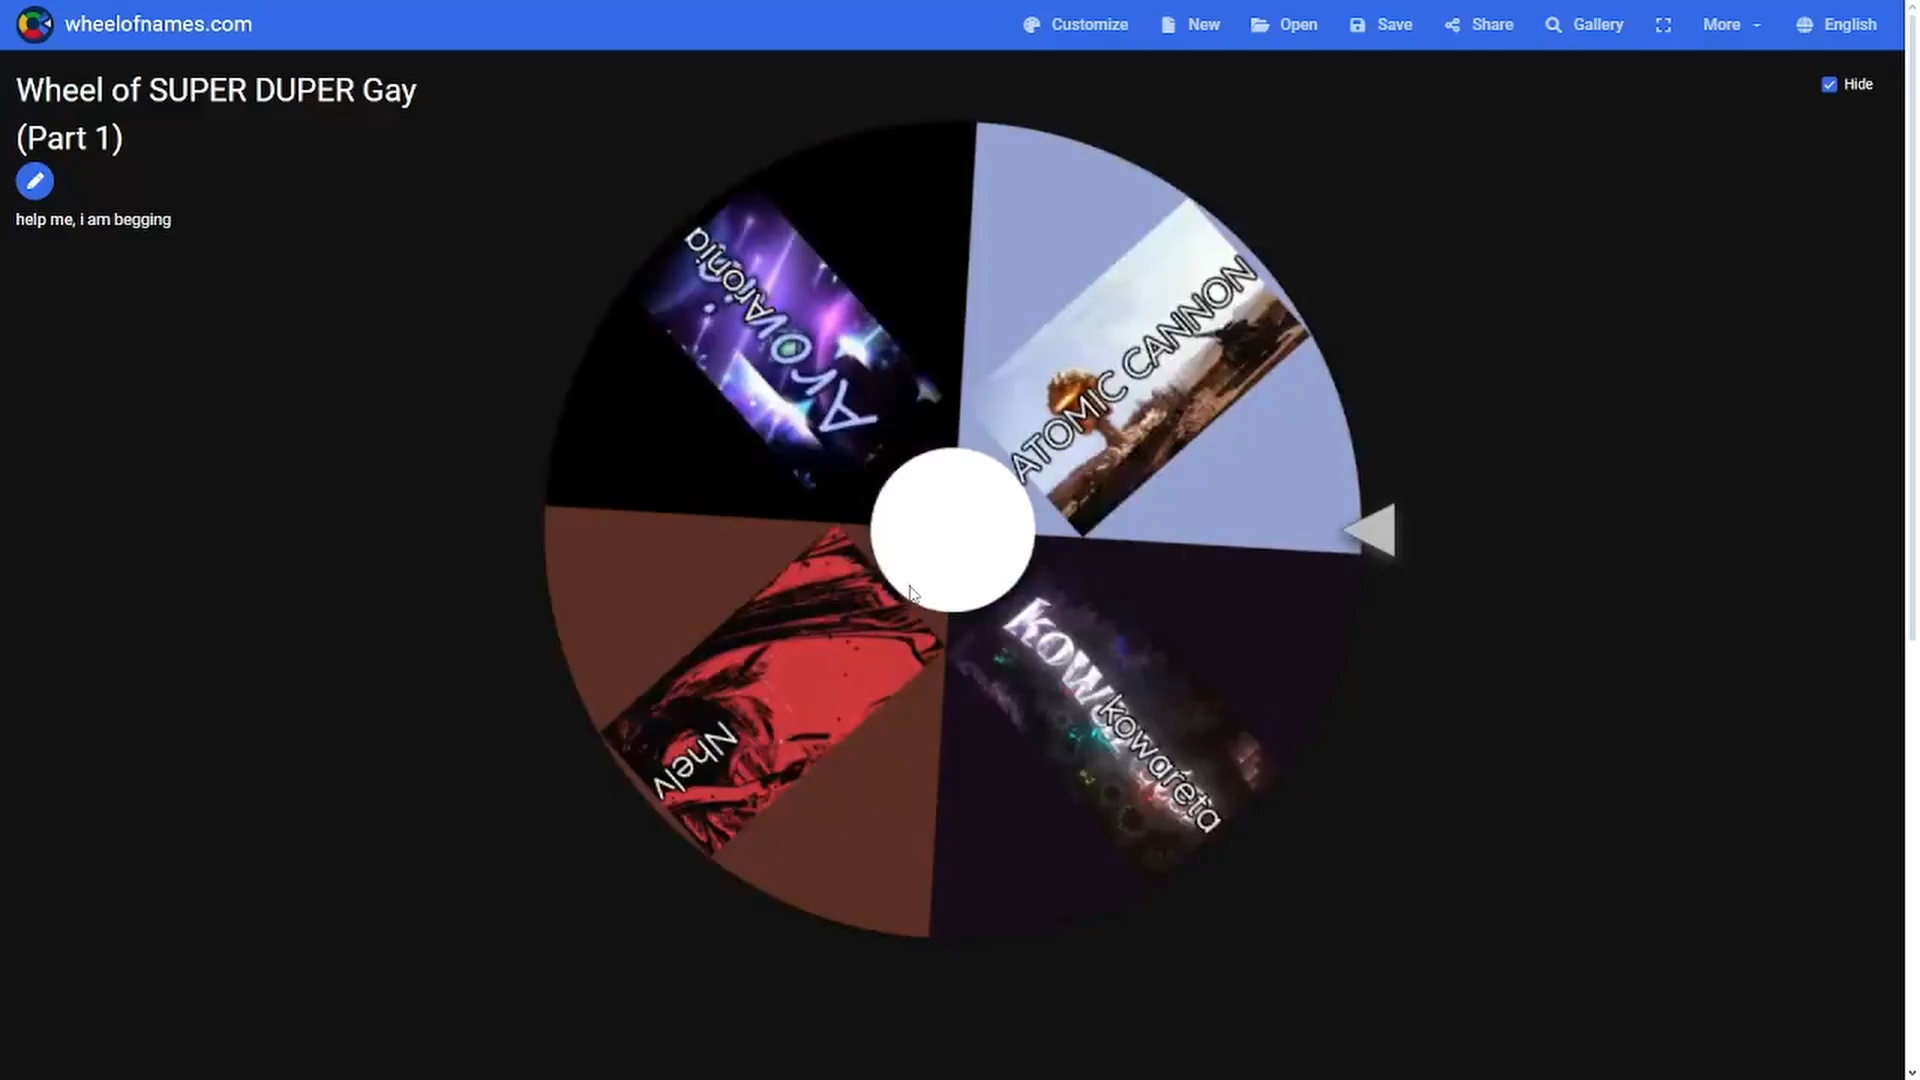 wheelofnames.com
Customize
New
Open
Save
Share
Gallery
More
English
Wheel of SUPER DUPER Gay
(Part 1)
Hide
help me, i am begging
Aronia
ATOMIC CANNON
Nhelv
kowareta